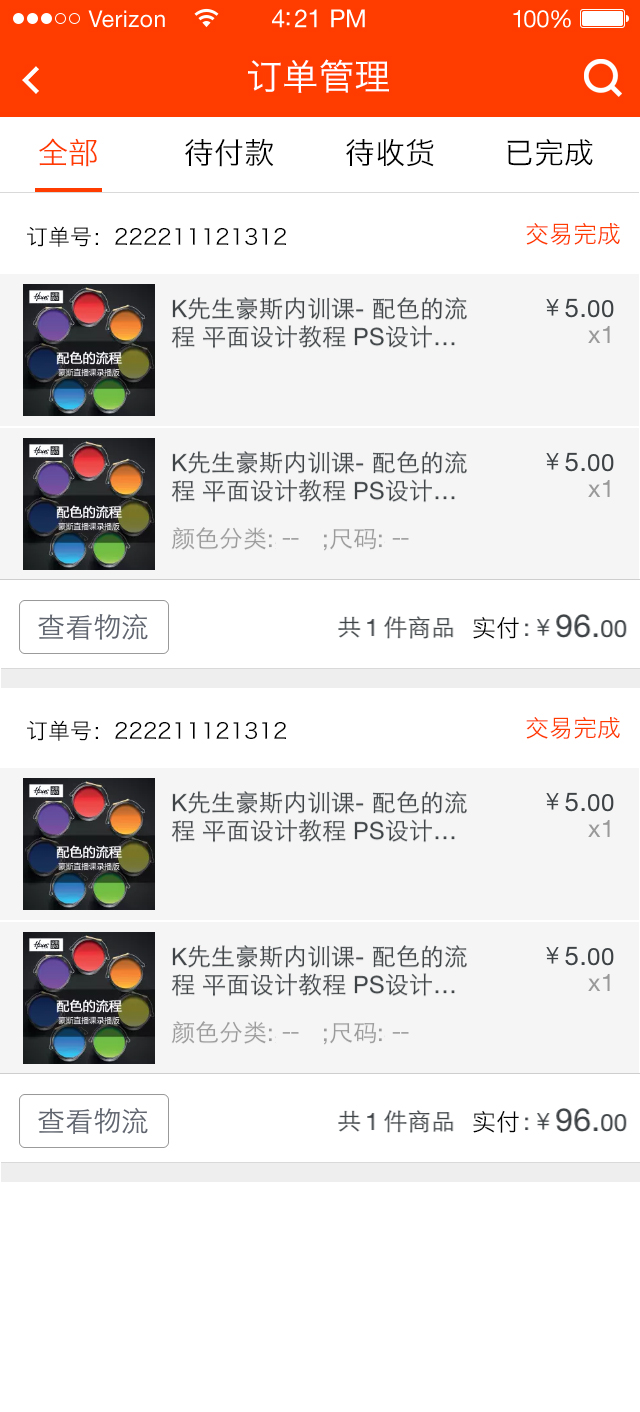 Verizon 4:21 PM 100%
订单管理
全部 待付款 待收货 已完成
订单号：222211121312 交易完成
Hows
配色的流程
豪斯直播课录播版
K先生豪斯内训课- 配色的流 ¥5.00
程 平面设计教程 PS设计... x1
配色的流程
豪斯直播课录播版
K先生豪斯内训课- 配色的流 ¥5.00
程 平面设计教程 PS设计... x1
颜色分类: -- ;尺码: --
查看物流 共1件商品 实付:¥96.00
订单号：222211121312 交易完成
配色的流程
豪斯直播课录播版
K先生豪斯内训课- 配色的流 ¥5.00
程 平面设计教程 PS设计... x1
配色的流程
豪斯直播课录播版
K先生豪斯内训课- 配色的流 ¥5.00
程 平面设计教程 PS设计... x1
颜色分类: -- ;尺码: --
查看物流 共1件商品 实付:¥96.00